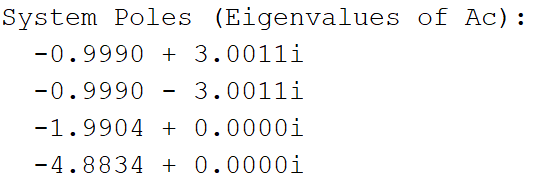 System Poles (Eigenvalues of Ac):
-0.9990 + 3.0011i
-0.9990 - 3.0011i
-1.9904 + 0.0000i
-4.8834 + 0.0000i